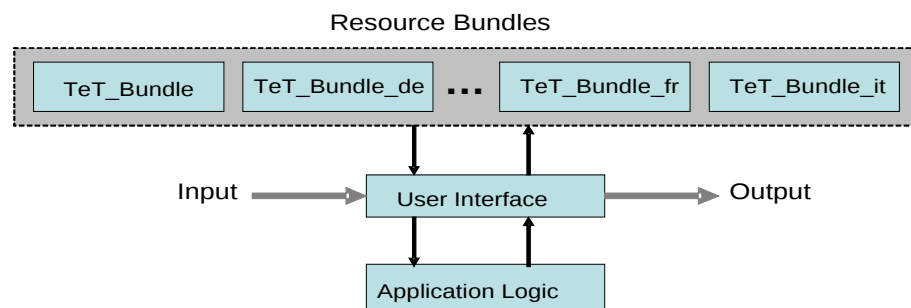 Resource Bundles
TeT_Bundle
TeT_Bundle_de
...
TeT_Bundle_fr
TeT_Bundle_it
Input
User Interface
Output
Application Logic